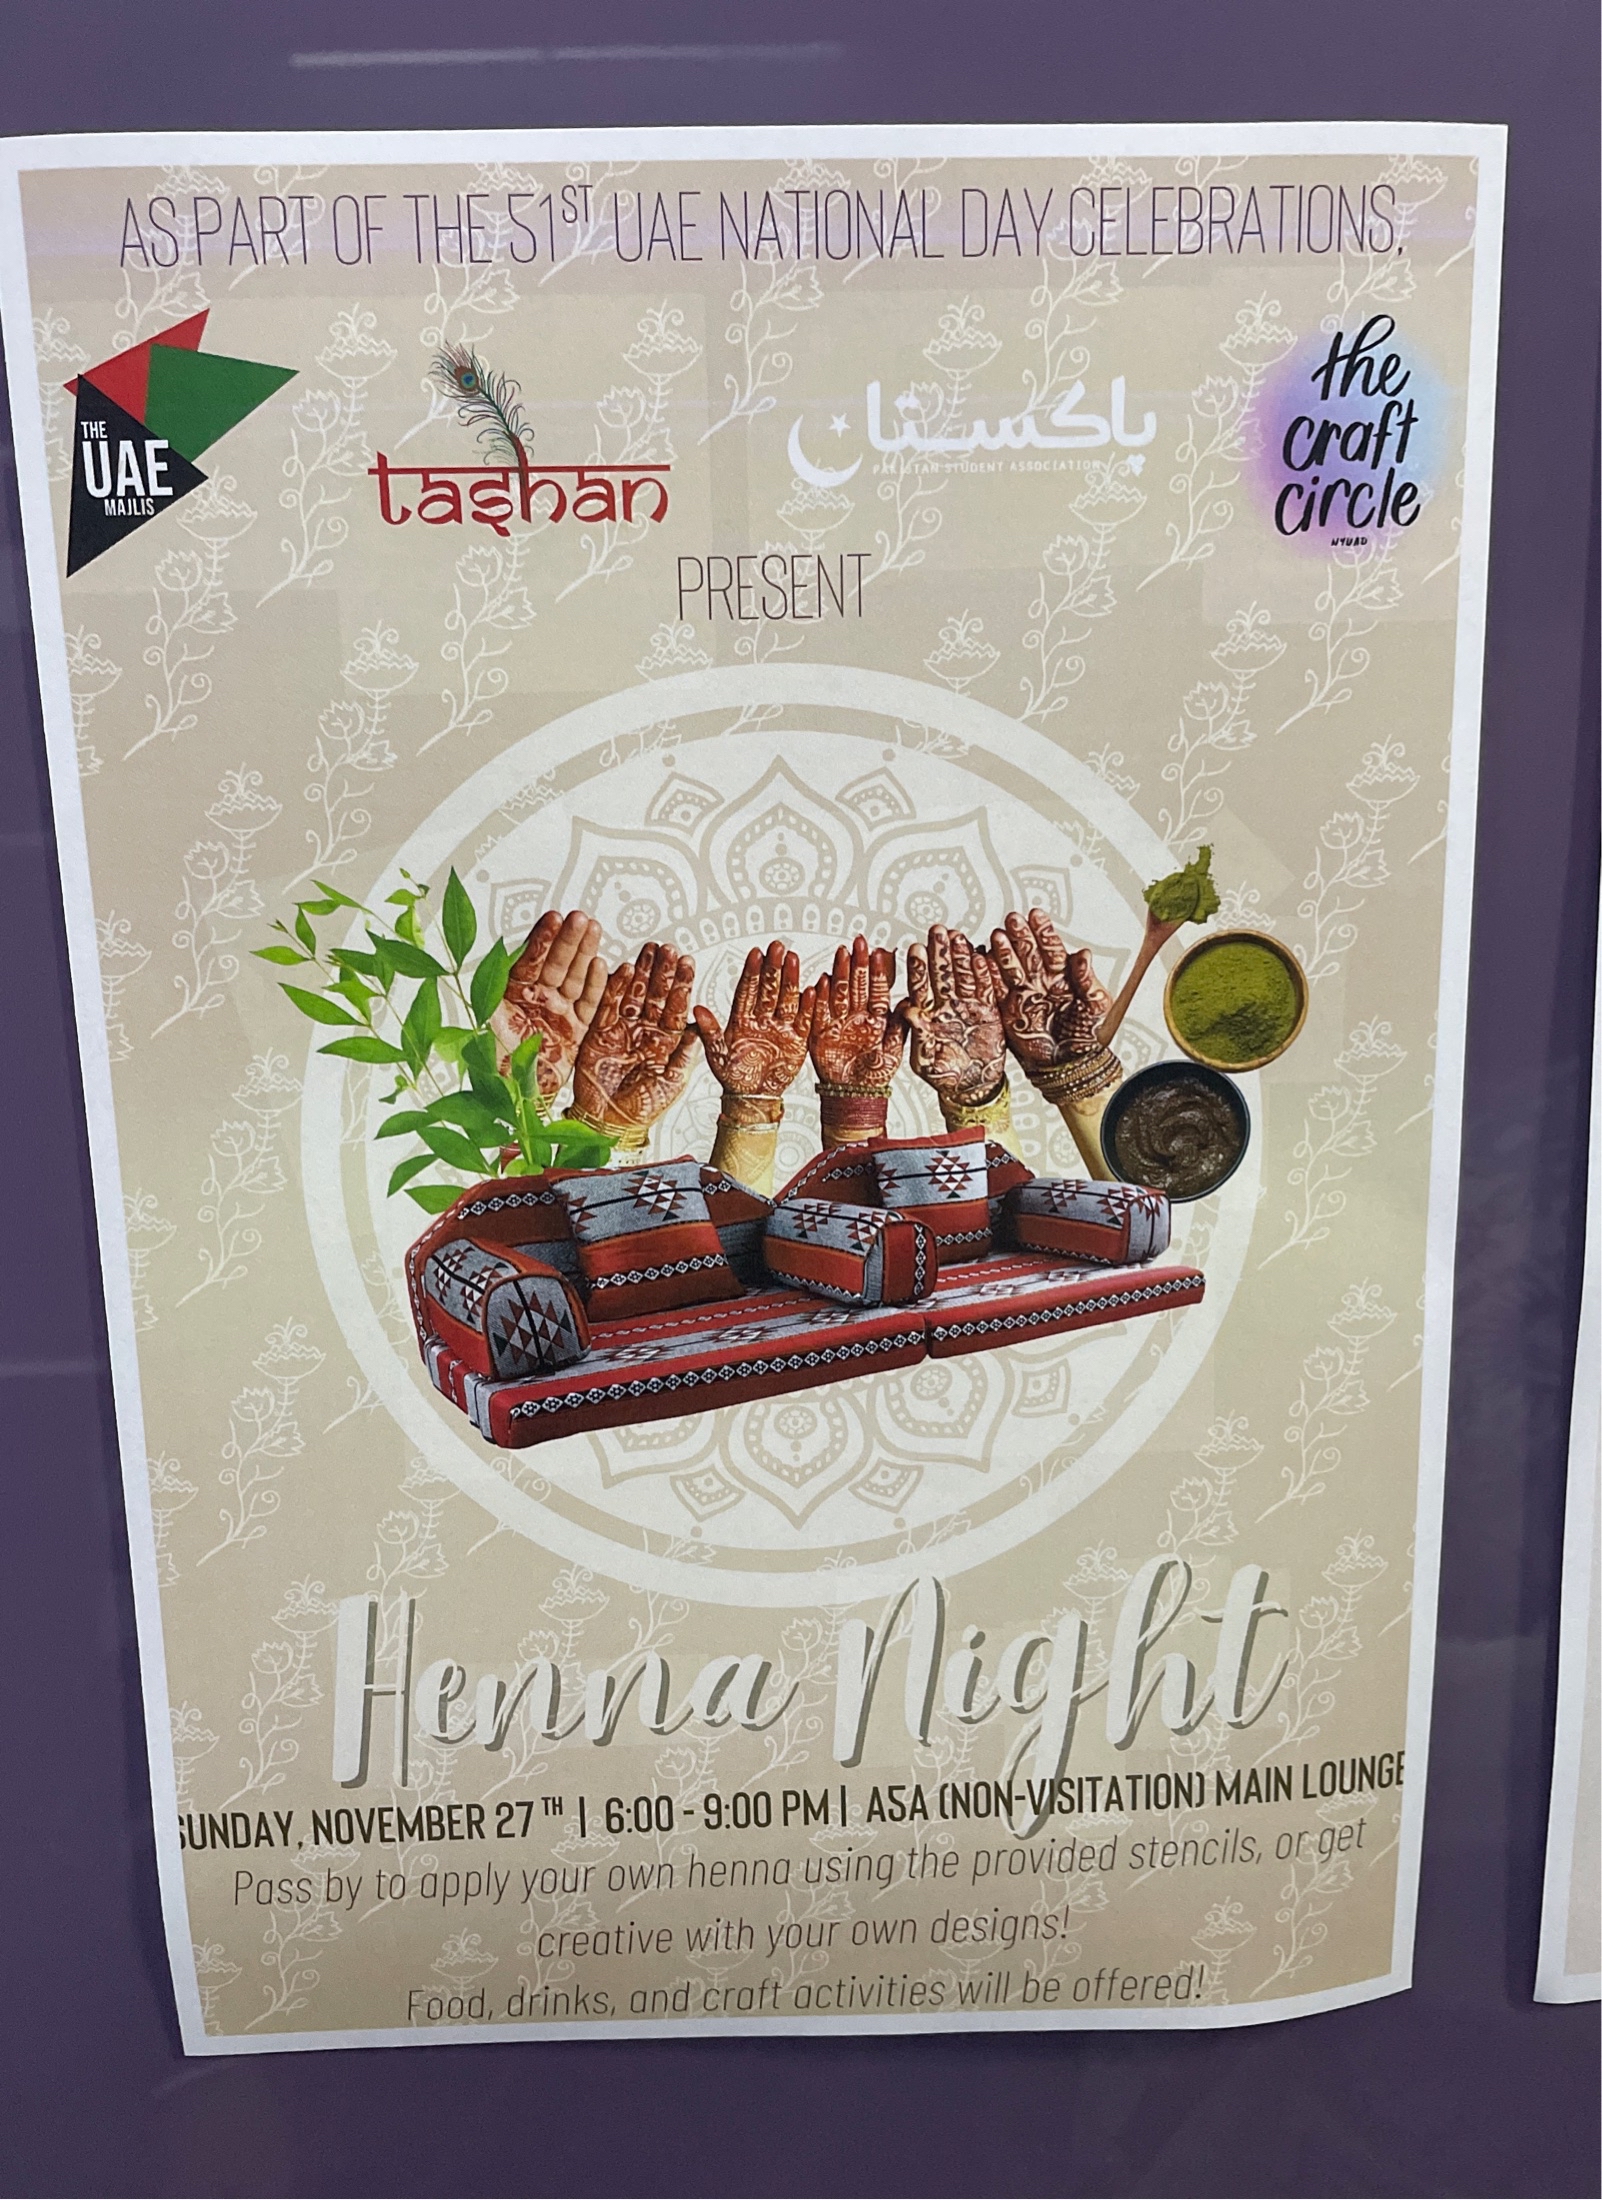 AS PART OF THE 51ST UAE NATIONAL DAY CELEBRATIONS,
THE
UAE
MAJLIS
tashan
پاکستان
PAKISTAN STUDENT ASSOCIATION
the
craft
circle
NYUAD
PRESENT
Henna Night
SUNDAY, NOVEMBER 27TH | 6:00 - 9:00 PM | A5A (NON-VISITATION) MAIN LOUNGE
Pass by to apply your own henna using the provided stencils, or get
creative with your own designs!
Food, drinks, and craft activities will be offered!